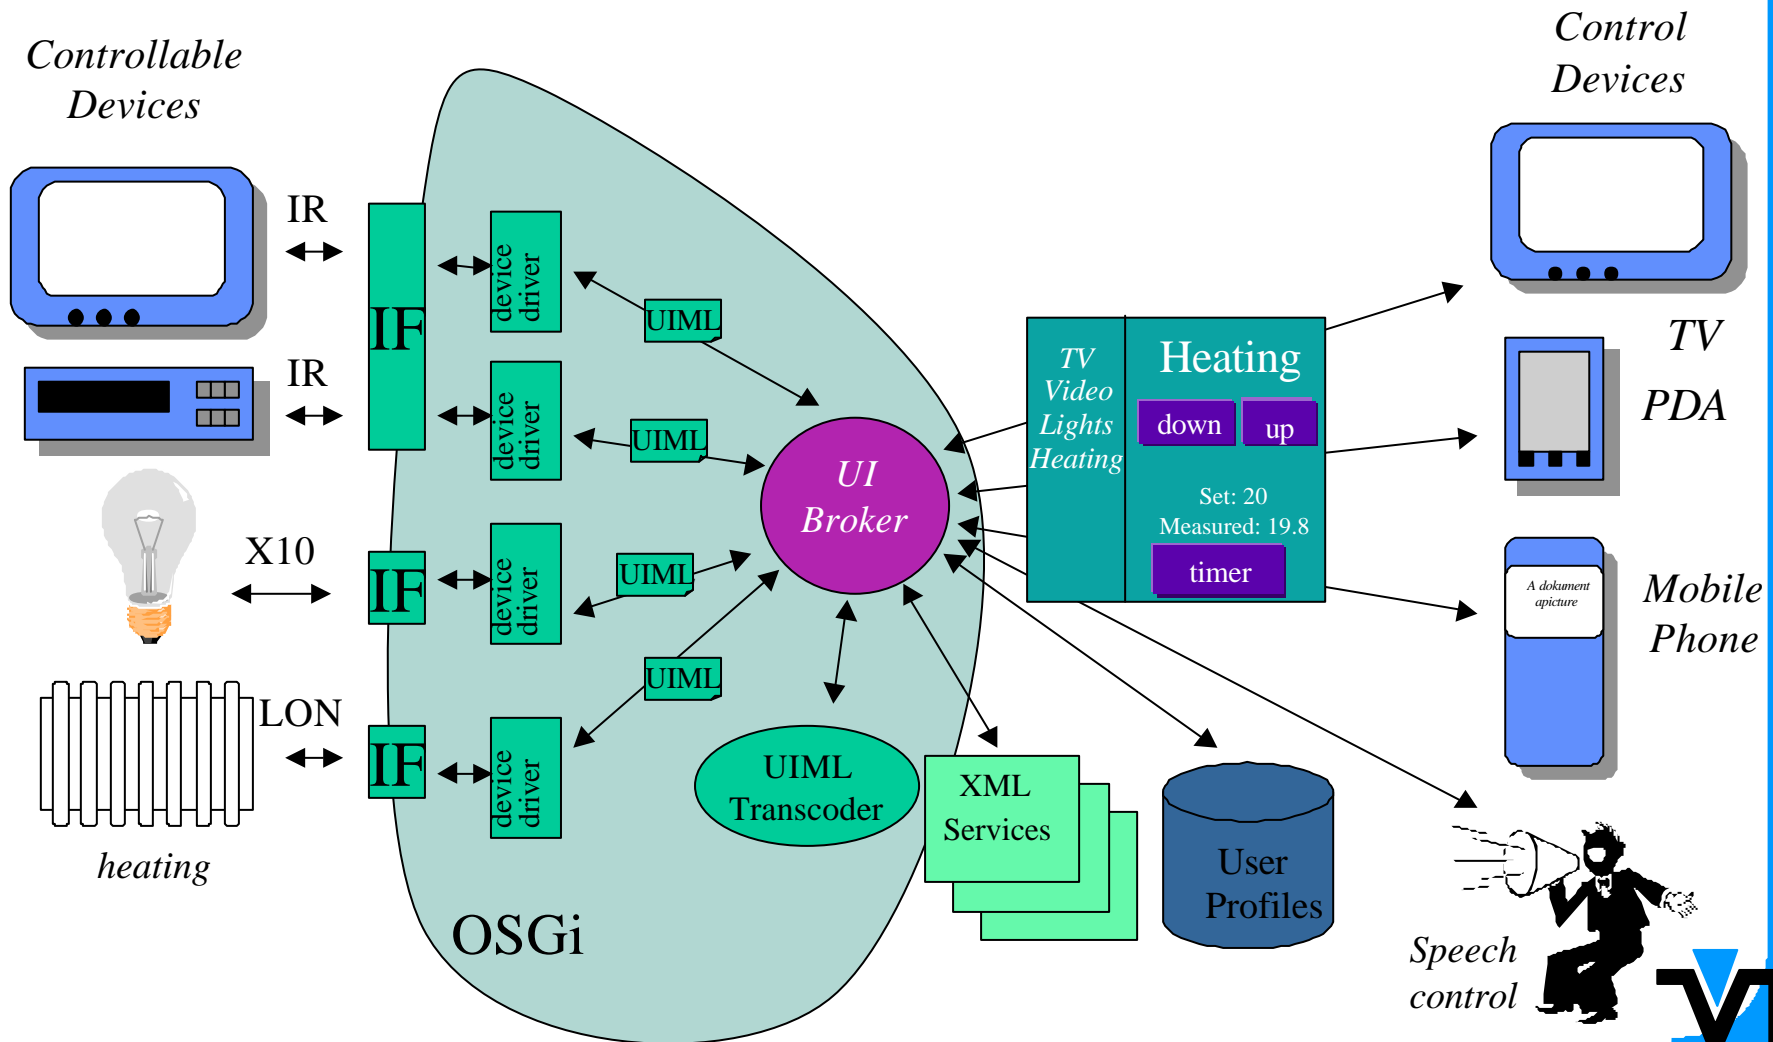 Controllable
Devices
IR
IR
X10
LON
heating
IF
IF
IF
device
driver
device
driver
device
driver
device
driver
UIML
UIML
UIML
UIML
UI
Broker
UIML
Transcoder
OSGi
XML
Services
User
Profiles
TV
Video
Lights
Heating
Heating
down
up
Set: 20
Measured: 19.8
timer
Control
Devices
TV
PDA
A dokument
apicture
Mobile
Phone
Speech
control